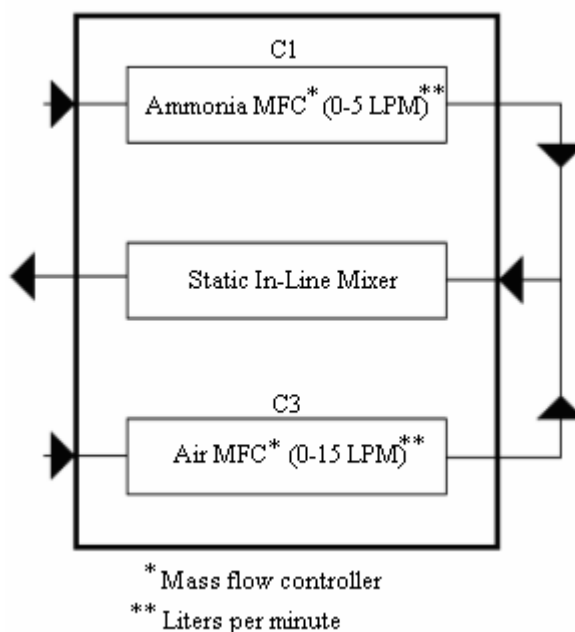 C1
Ammonia MFC* (0-5 LPM)**
Static In-Line Mixer
C3
Air MFC* (0-15 LPM)**
* Mass flow controller
** Liters per minute